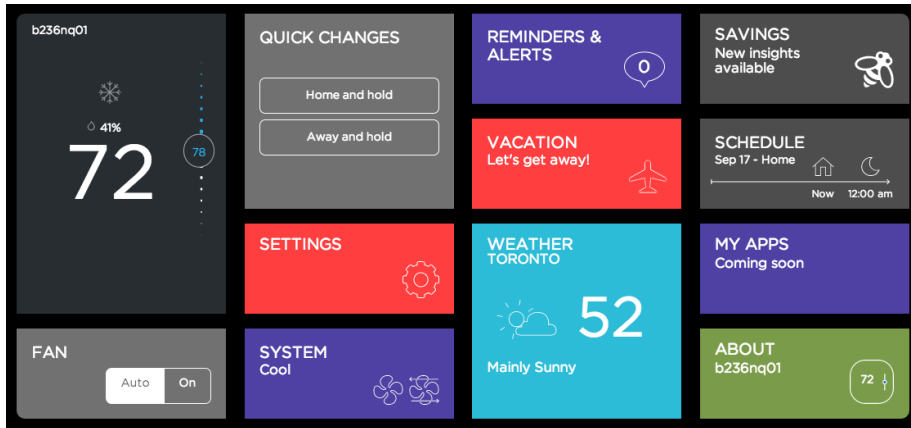 b236nq01
41%
72
78
FAN
Auto
On
QUICK CHANGES
Home and hold
Away and hold
SETTINGS
SYSTEM
Cool
REMINDERS &
ALERTS
0
VACATION
Let's get away!
WEATHER
TORONTO
52
Mainly Sunny
SAVINGS
New insights
available
SCHEDULE
Sep 17 - Home
Now
12:00 am
MY APPS
Coming soon
ABOUT
b236nq01
72